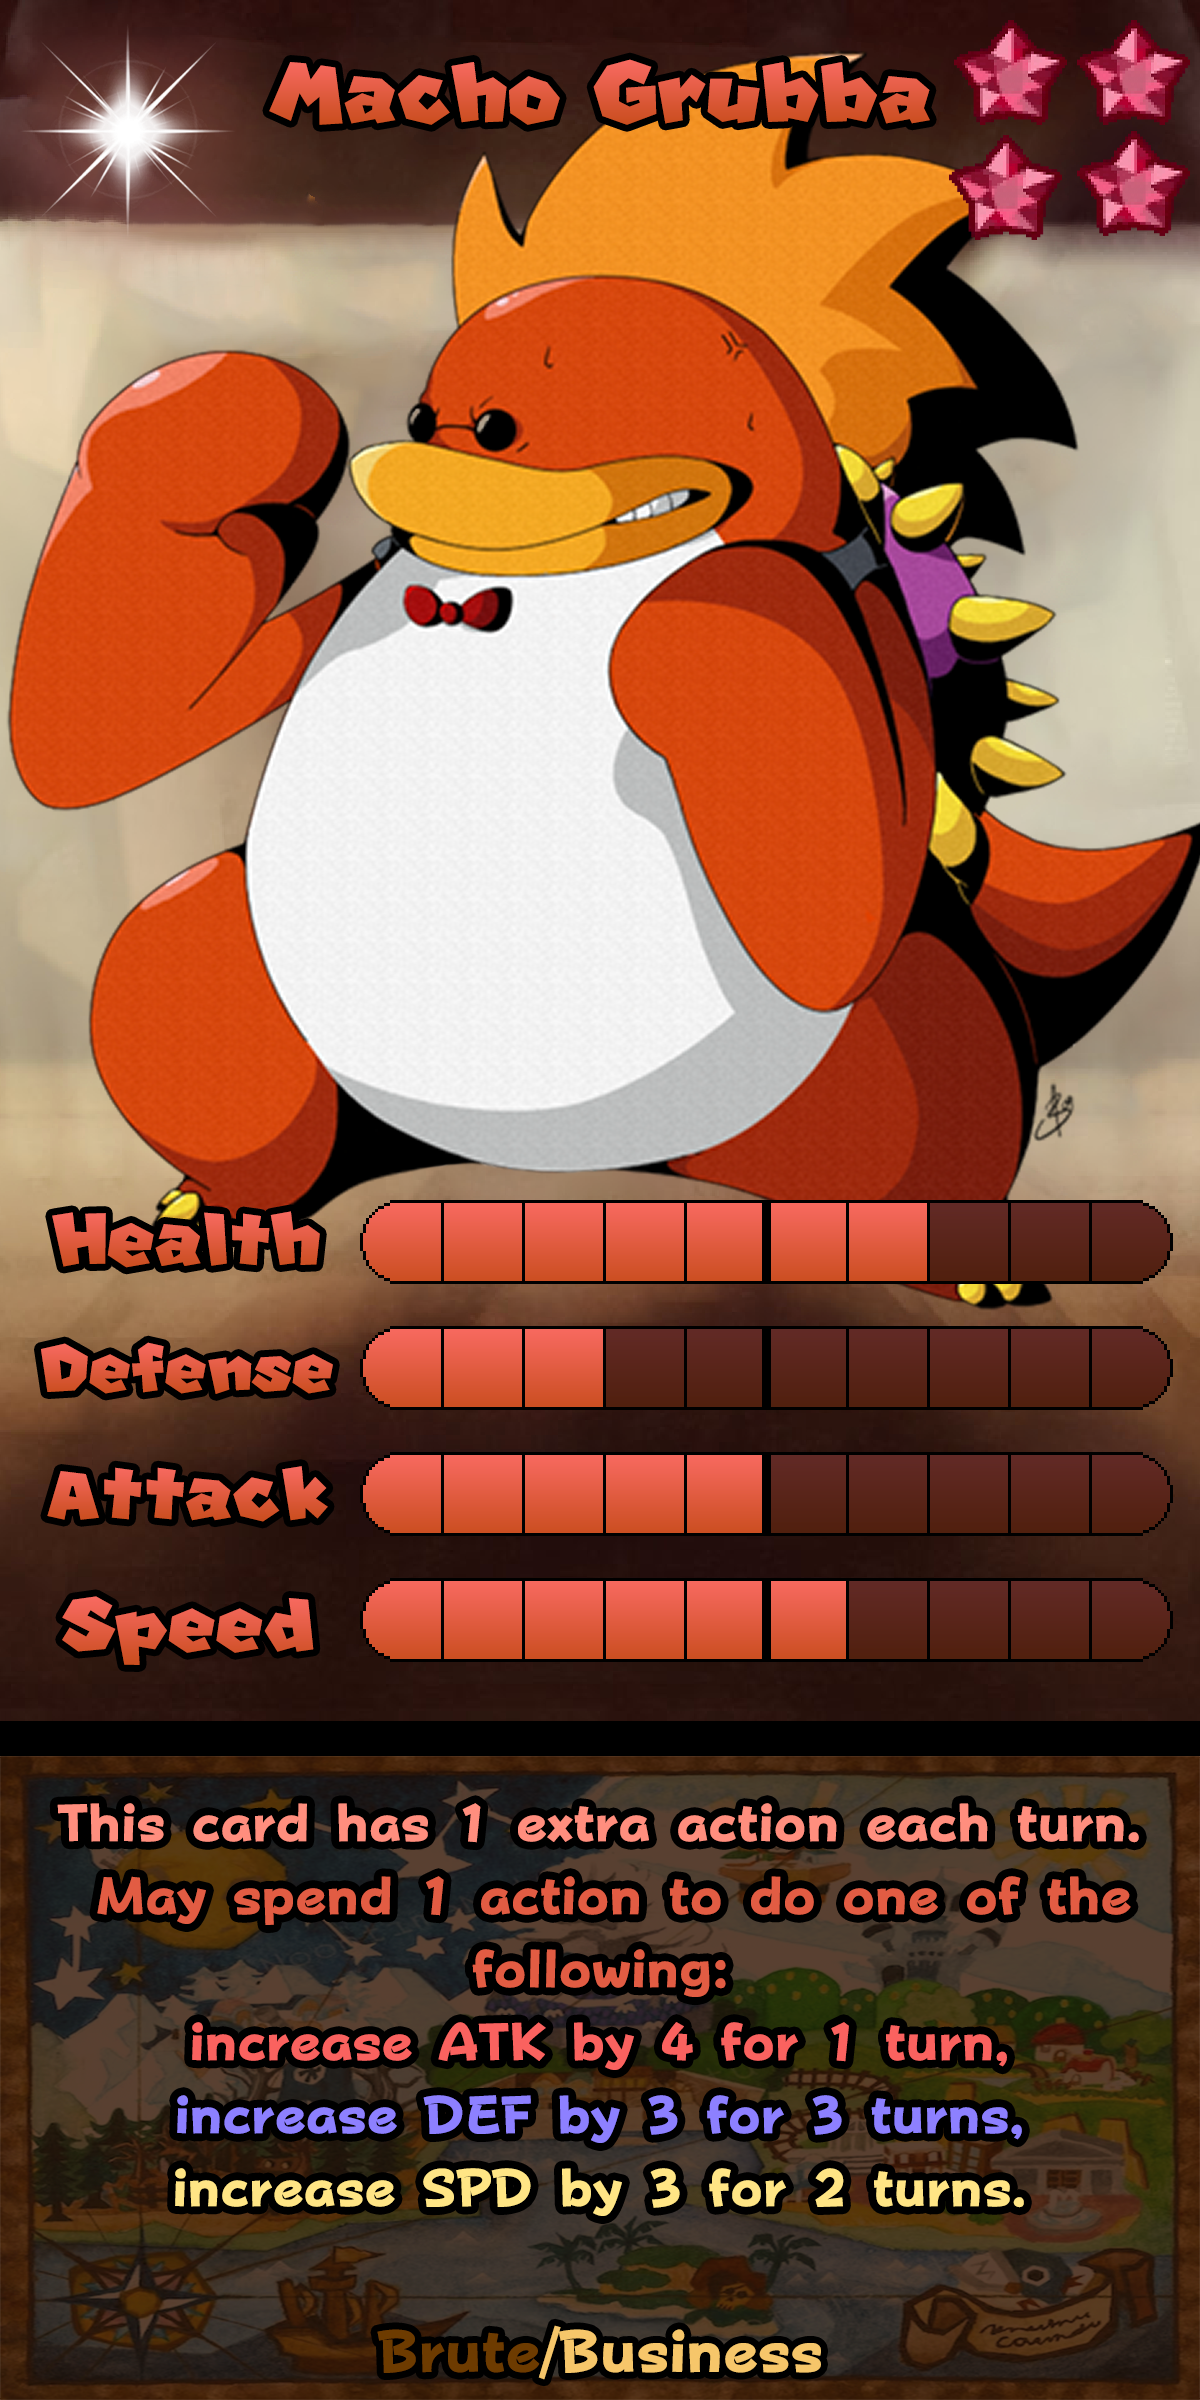 Macho Grubba
Health
Defense
Attack
Speed
This card has 1 extra action each turn.
May spend 1 action to do one of the
following:
increase ATK by 4 for 1 turn,
increase DEF by 3 for 3 turns,
increase SPD by 3 for 2 turns.
Brute/Business